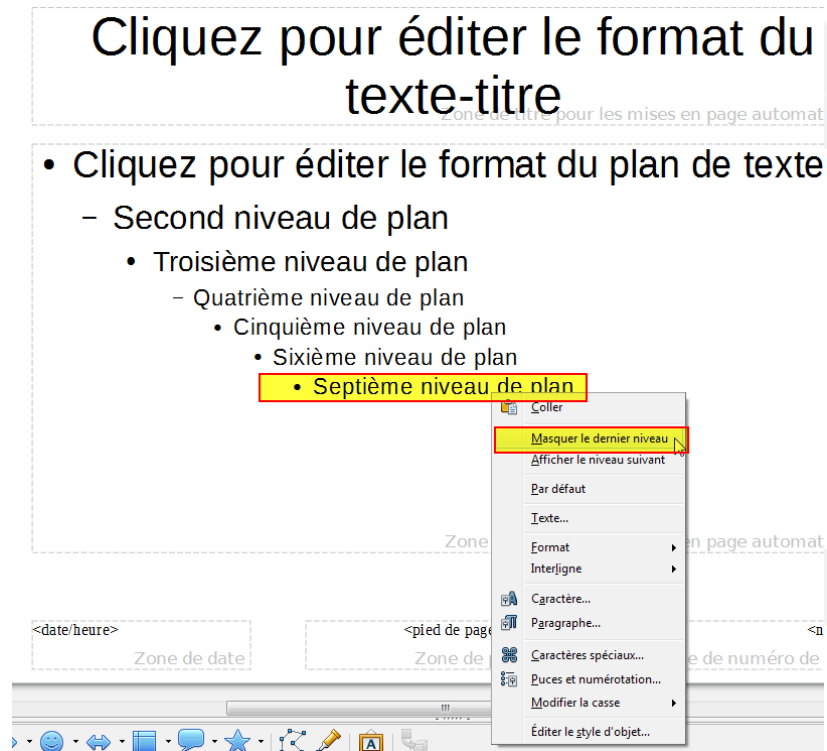 Cliquez pour éditer le format du
texte-titre
Zone de titre pour les mises en page automat
• Cliquez pour éditer le format du plan de texte
– Second niveau de plan
• Troisième niveau de plan
– Quatrième niveau de plan
• Cinquième niveau de plan
• Sixième niveau de plan
• Septième niveau de plan
Coller
Masquer le dernier niveau
Afficher le niveau suivant
Par défaut
Texte...
Format
Interligne
Caractère...
Paragraphe...
Caractères spéciaux...
Puces et numérotation...
Modifier la casse
Éditer le style d'objet...
Zone
en page automat
<date/heure>
<pied de page
<n
Zone de date
Zone de
de numéro de
A